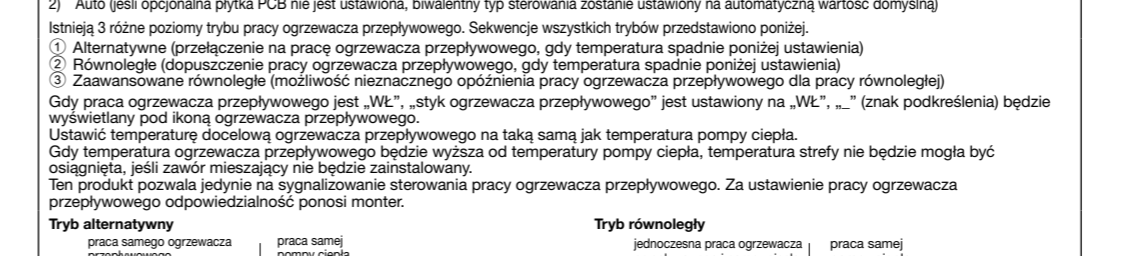 2) Auto (jeśli opcjonalna płytka PCB nie jest ustawiona, biwalentny typ sterowania zostanie ustawiony na automatyczną wartość domyślną)
Istnieją 3 różne poziomy trybu pracy ogrzewacza przepływowego. Sekwencje wszystkich trybów przedstawiono poniżej.
① Alternatywne (przełączenie na pracę ogrzewacza przepływowego, gdy temperatura spadnie poniżej ustawienia)
② Równoległe (dopuszczenie pracy ogrzewacza przepływowego, gdy temperatura spadnie poniżej ustawienia)
③ Zaawansowane równoległe (możliwość nieznacznego opóźnienia pracy ogrzewacza przepływowego dla pracy równoległej)
Gdy praca ogrzewacza przepływowego jest „WŁ”, „styk ogrzewacza przepływowego” jest ustawiony na „WŁ”, „_” (znak podkreślenia) będzie
wyświetlany pod ikoną ogrzewacza przepływowego.
Ustawić temperaturę docelową ogrzewacza przepływowego na taką samą jak temperatura pompy ciepła.
Gdy temperatura ogrzewacza przepływowego będzie wyższa od temperatury pompy ciepła, temperatura strefy nie będzie mogła być
osiągnięta, jeśli zawór mieszający nie będzie zainstalowany.
Ten produkt pozwala jedynie na sygnalizowanie sterowania pracy ogrzewacza przepływowego. Za ustawienie pracy ogrzewacza
przepływowego odpowiedzialność ponosi monter.
Tryb alternatywny
praca samego ogrzewacza
przepływowego
praca samej
pompy ciepła
Tryb równoległy
jednoczesna praca ogrzewacza
praca samej